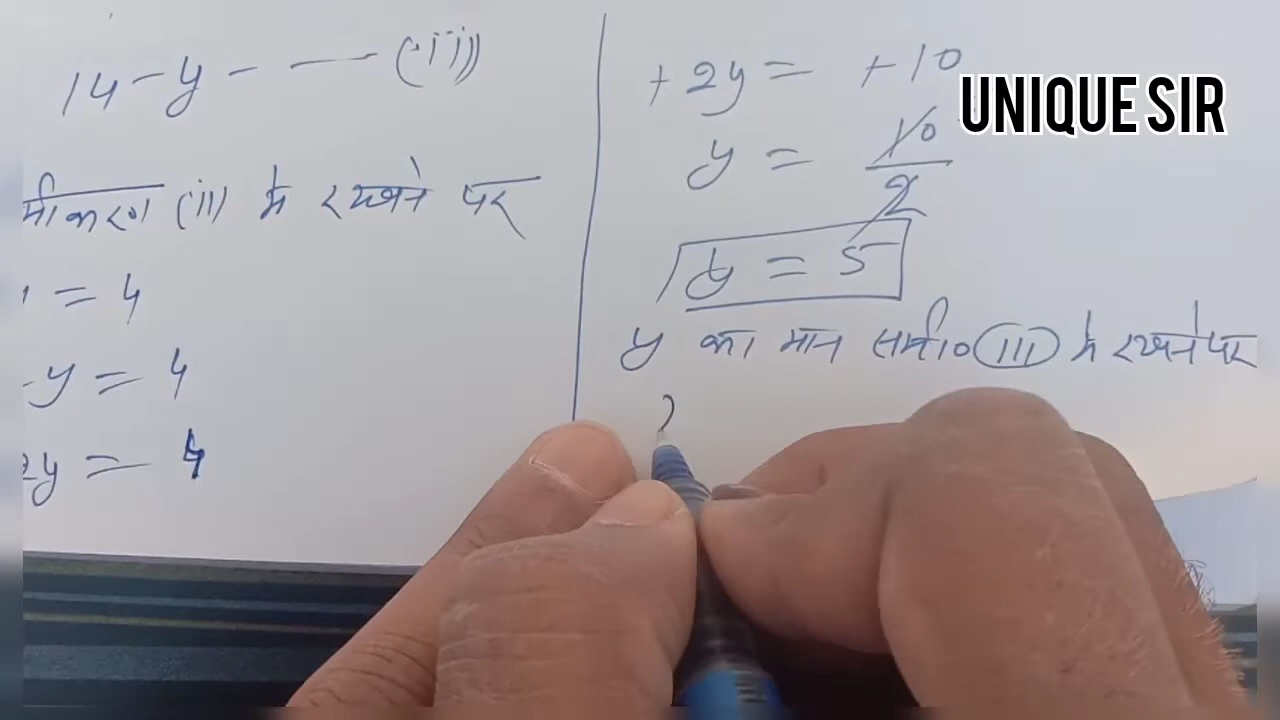 14 - y - — (iii)
मीकरण (ii) में रखने पर
= 4
- y = 4
2y = 4
+ 2y = + 10
y = 10/2
y = 5
y का मान समी० (iii) में रखने पर
UNIQUE SIR